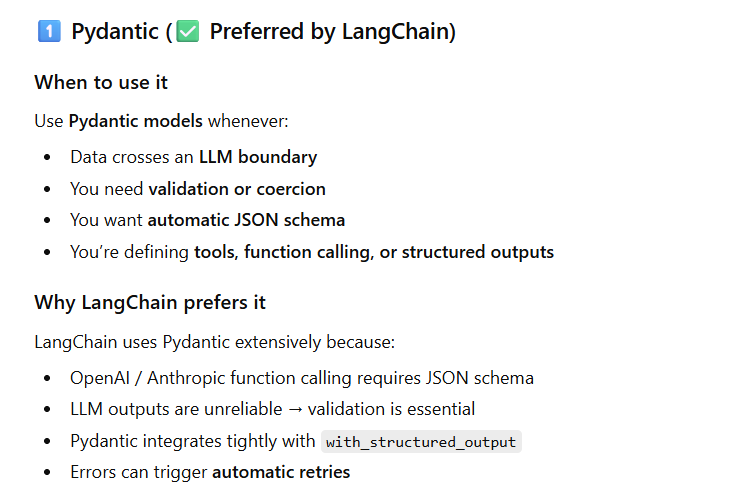 1 Pydantic (✅ Preferred by LangChain)
When to use it
Use Pydantic models whenever:
• Data crosses an LLM boundary
• You need validation or coercion
• You want automatic JSON schema
• You’re defining tools, function calling, or structured outputs
Why LangChain prefers it
LangChain uses Pydantic extensively because:
• OpenAI / Anthropic function calling requires JSON schema
• LLM outputs are unreliable → validation is essential
• Pydantic integrates tightly with with_structured_output
• Errors can trigger automatic retries